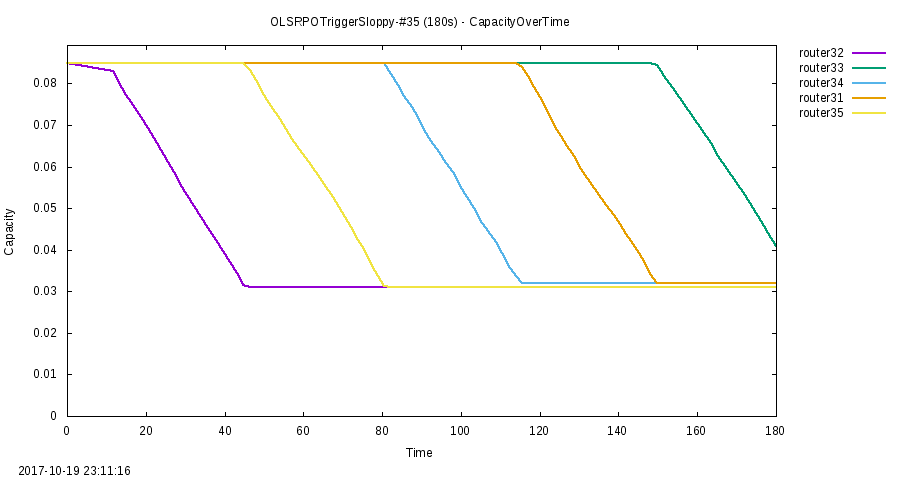 OLSRPOTriggerSloppy-#35 (180s) - CapacityOverTime
router32
router33
router34
router31
router35
0.08
0.07
0.06
0.05
0.04
0.03
0.02
0.01
0
Capacity
0 20 40 60 80 100 120 140 160 180
Time
2017-10-19 23:11:16